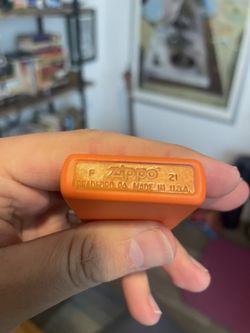 F Zippo 21
BRADFORD, PA. MADE IN U.S.A.